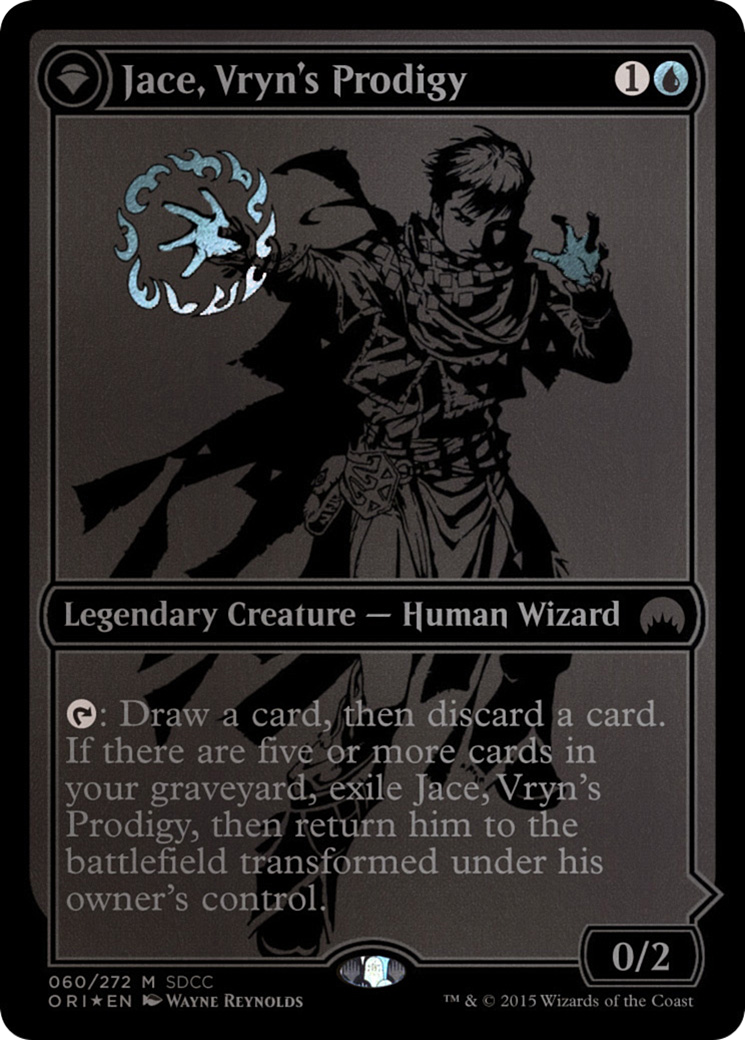 Jace, Vryn's Prodigy 1
Legendary Creature — Human Wizard
: Draw a card, then discard a card.
If there are five or more cards in
your graveyard, exile Jace, Vryn's
Prodigy, then return him to the
battlefield transformed under his
owner's control.
0/2
060/272 M SDCC
ORI★EN Wayne Reynolds
™ & © 2015 Wizards of the Coast